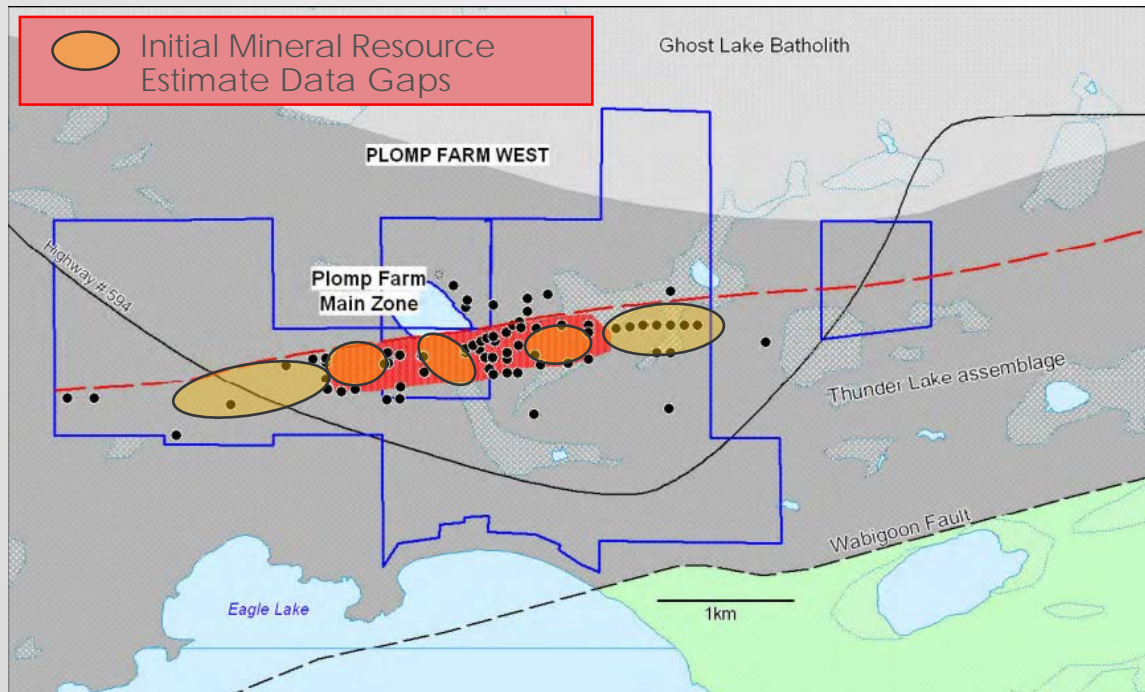 Initial Mineral Resource
Estimate Data Gaps
Ghost Lake Batholith
PLOMP FARM WEST
Highway # 594
Plomp Farm
Main Zone
Thunder Lake assemblage
Wabigoon Fault
Eagle Lake
1km